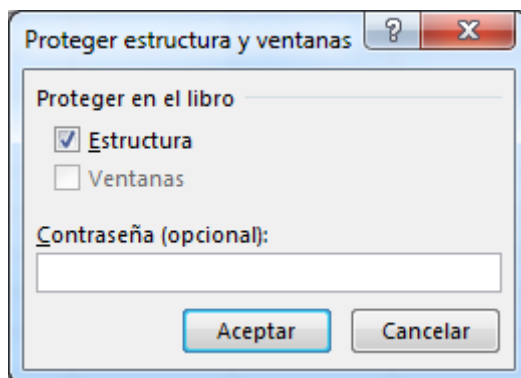 Proteger estructura y ventanas
Proteger en el libro
Estructura
Ventanas
Contraseña (opcional):
Aceptar
Cancelar